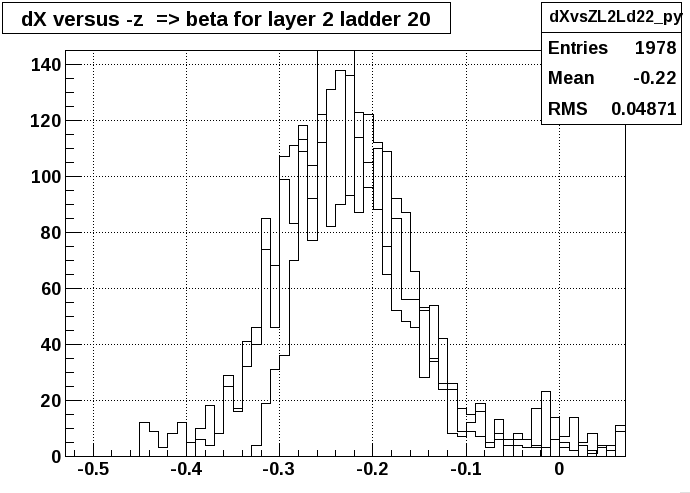 dX versus -z => beta for layer 2 ladder 20
dXvsZL2Ld22_py
Entries 1978
Mean -0.22
RMS 0.04871
140
120
100
80
60
40
20
0
-0.5 -0.4 -0.3 -0.2 -0.1 0